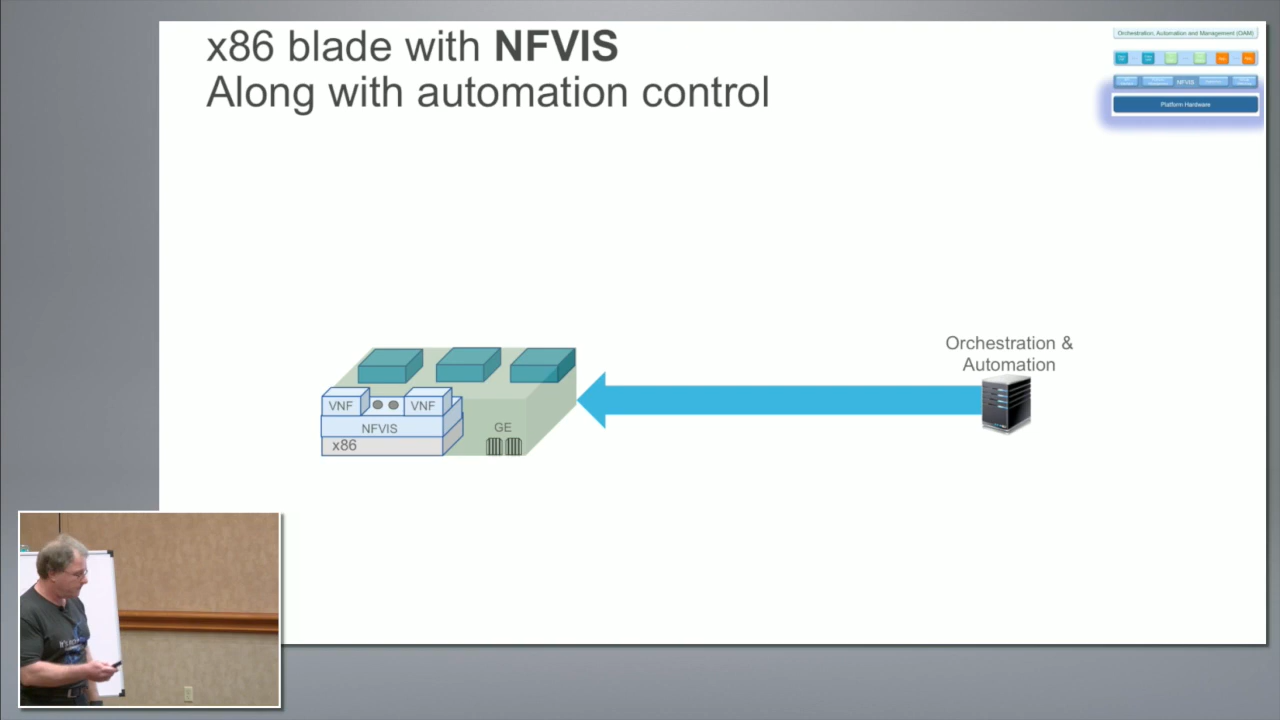 x86 blade with NFVIS
Along with automation control
Orchestration, Automation and Management (OAM)
NFVIS
Platform Hardware
Orchestration &
Automation
VNF
VNF
NFVIS
GE
x86